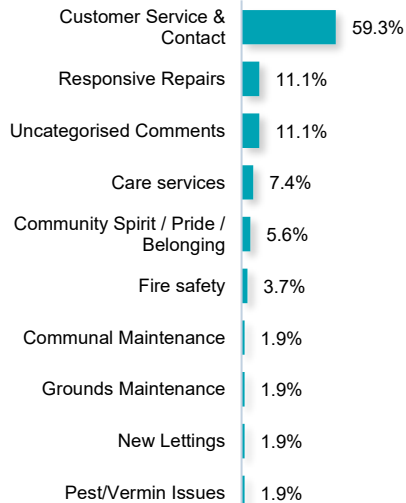 Customer Service &
Contact
59.3%
Responsive Repairs
11.1%
Uncategorised Comments
11.1%
Care services
7.4%
Community Spirit / Pride /
Belonging
5.6%
Fire safety
3.7%
Communal Maintenance
1.9%
Grounds Maintenance
1.9%
New Lettings
1.9%
Pest/Vermin Issues
1.9%